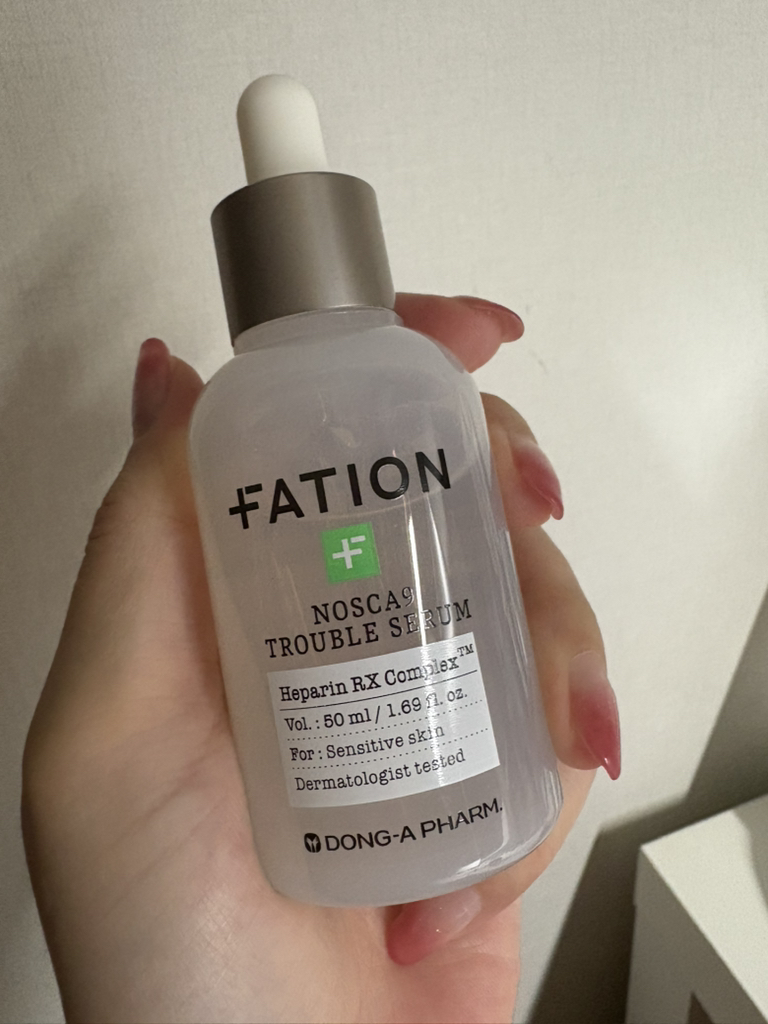 FATION
NOSCA9
TROUBLE SERUM
Heparin RX Complex™
Vol. : 50 ml / 1.69 fl. oz.
For : Sensitive skin
Dermatologist tested
DONG-A PHARM.